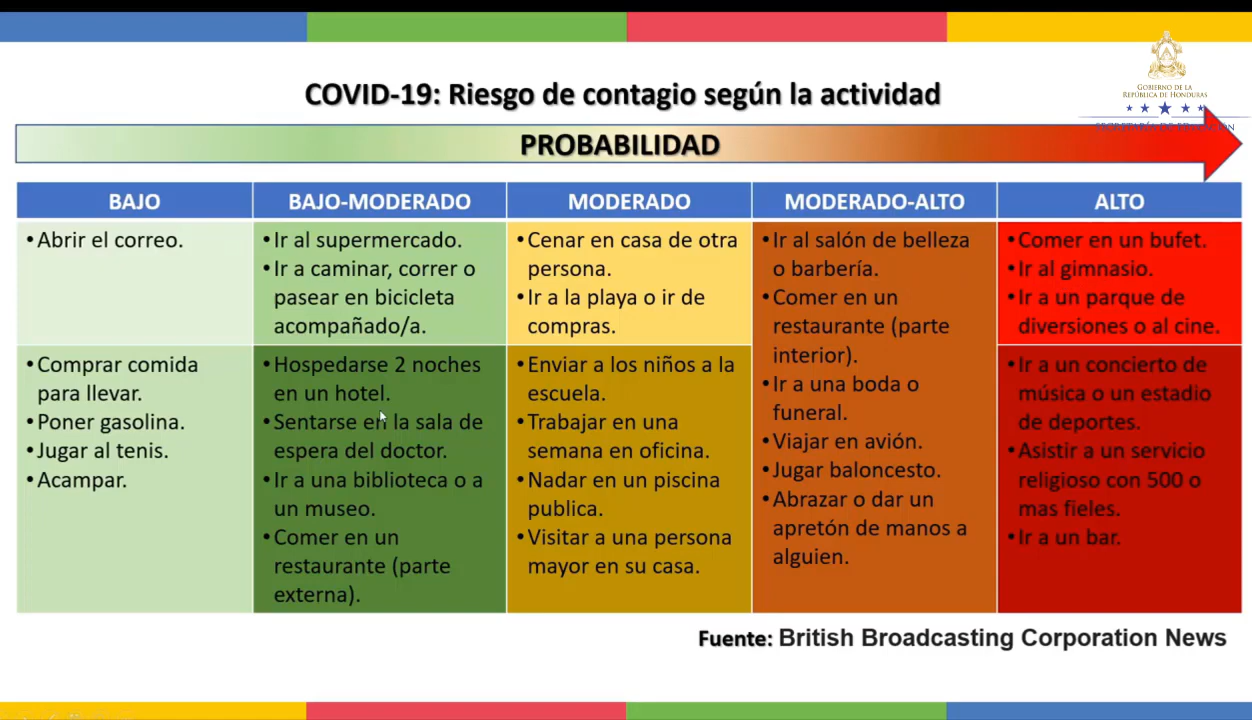 COVID-19: Riesgo de contagio según la actividad
GOBIERNO DE LA
REPÚBLICA DE HONDURAS
SECRETARÍA DE EDUCACIÓN
PROBABILIDAD
BAJO
BAJO-MODERADO
MODERADO
MODERADO-ALTO
ALTO
•Abrir el correo.
•Comprar comida
para llevar.
•Poner gasolina.
•Jugar al tenis.
•Acampar.
•Ir al supermercado.
•Ir a caminar, correr o
pasear en bicicleta
acompañado/a.
•Hospedarse 2 noches
en un hotel.
•Sentarse en la sala de
espera del doctor.
•Ir a una biblioteca o a
un museo.
•Comer en un
restaurante (parte
externa).
•Cenar en casa de otra
persona.
•Ir a la playa o ir de
compras.
•Enviar a los niños a la
escuela.
•Trabajar en una
semana en oficina.
•Nadar en un piscina
publica.
•Visitar a una persona
mayor en su casa.
•Ir al salón de belleza
o barbería.
•Comer en un
restaurante (parte
interior).
•Ir a una boda o
funeral.
•Viajar en avión.
•Jugar baloncesto.
•Abrazar o dar un
apretón de manos a
alguien.
•Comer en un bufet.
•Ir al gimnasio.
•Ir a un parque de
diversiones o al cine.
•Ir a un concierto de
música o un estadio
de deportes.
•Asistir a un servicio
religioso con 500 o
mas fieles.
•Ir a un bar.
Fuente: British Broadcasting Corporation News